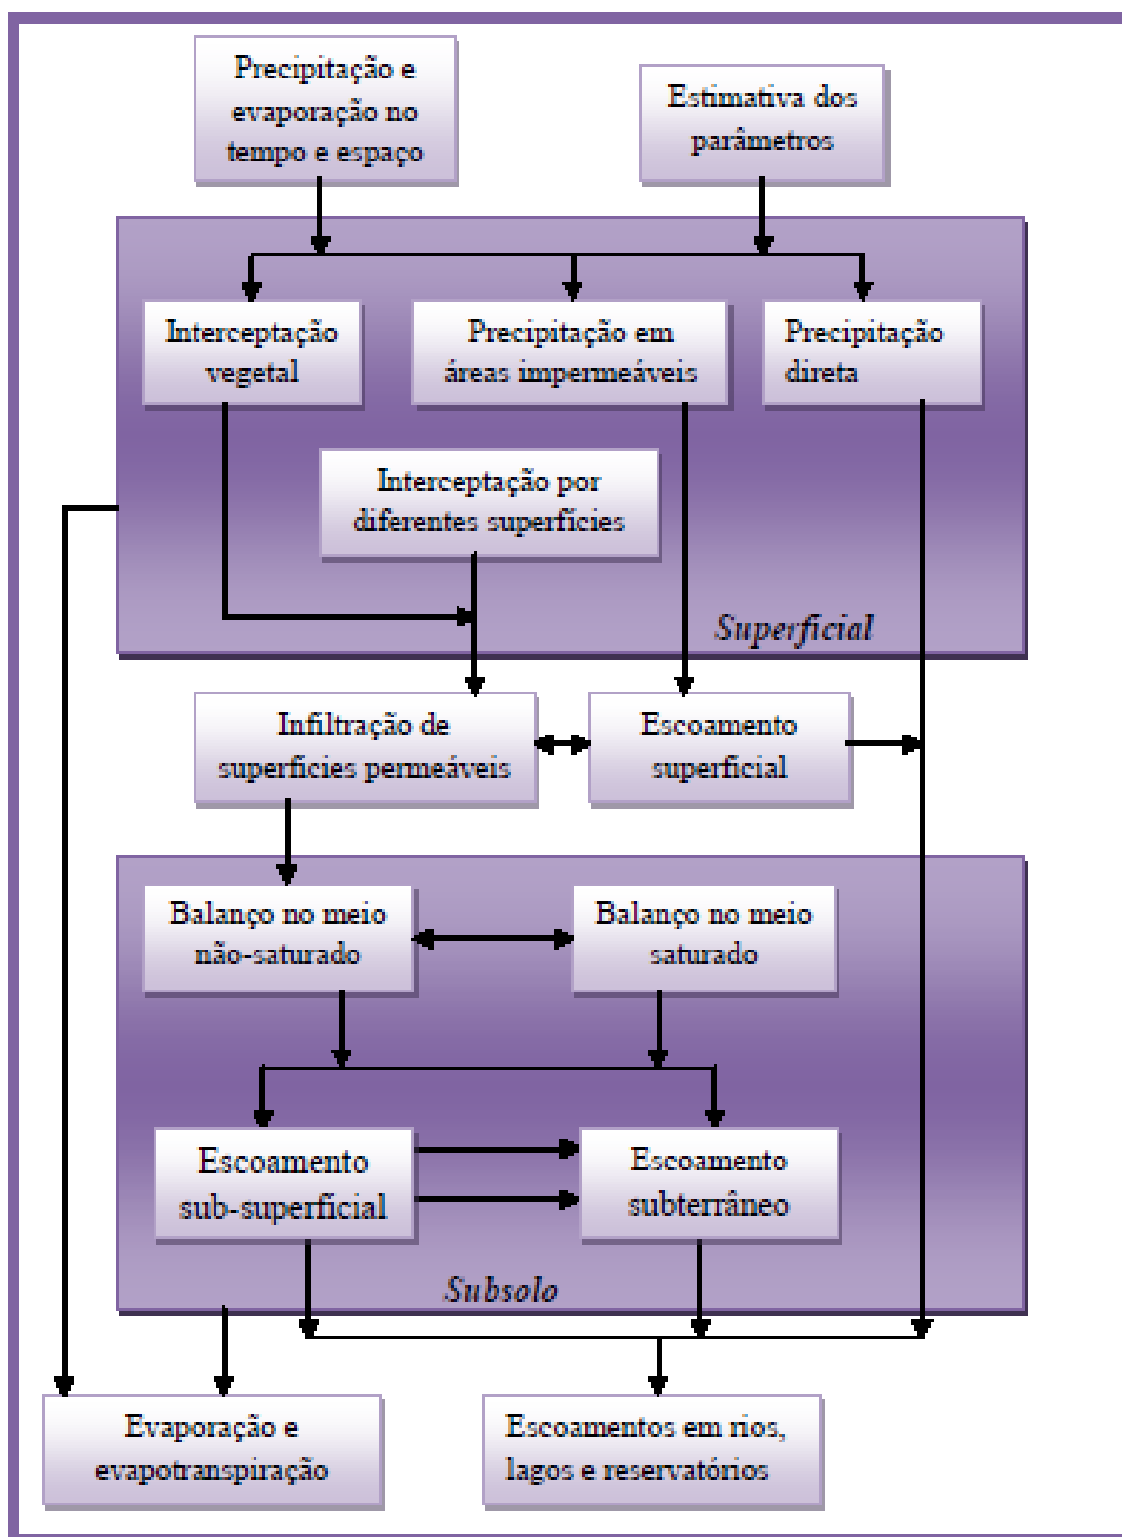 Precipitação e
evaporação no
tempo e espaço
Estimativa dos
parâmetros
Interceptação
vegetal
Precipitação em
áreas impermeáveis
Precipitação
direta
Interceptação por
diferentes superfícies
Superficial
Infiltração de
superfícies permeáveis
Escoamento
superficial
Balanço no meio
não-saturado
Balanço no meio
saturado
Escoamento
sub-superficial
Escoamento
subterrâneo
Subsolo
Evaporação e
evapotranspiração
Escoamentos em rios,
lagos e reservatórios